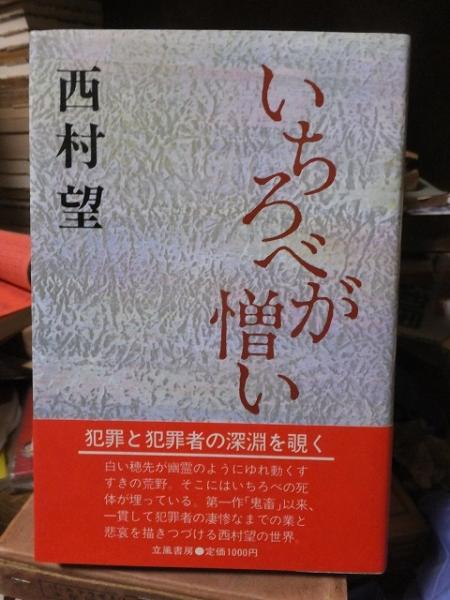 いちろべが
憎い
西村望
犯罪と犯罪者の深淵を覗く
白い穂先が幽霊のようにゆれ動くす
すきの荒野。そこにはいちろべの死
体が埋っている。第一作「鬼畜」以来、
一貫して犯罪者の凄惨なまでの業と
悲哀を描きつづける西村望の世界。
立風書房●定価1000円